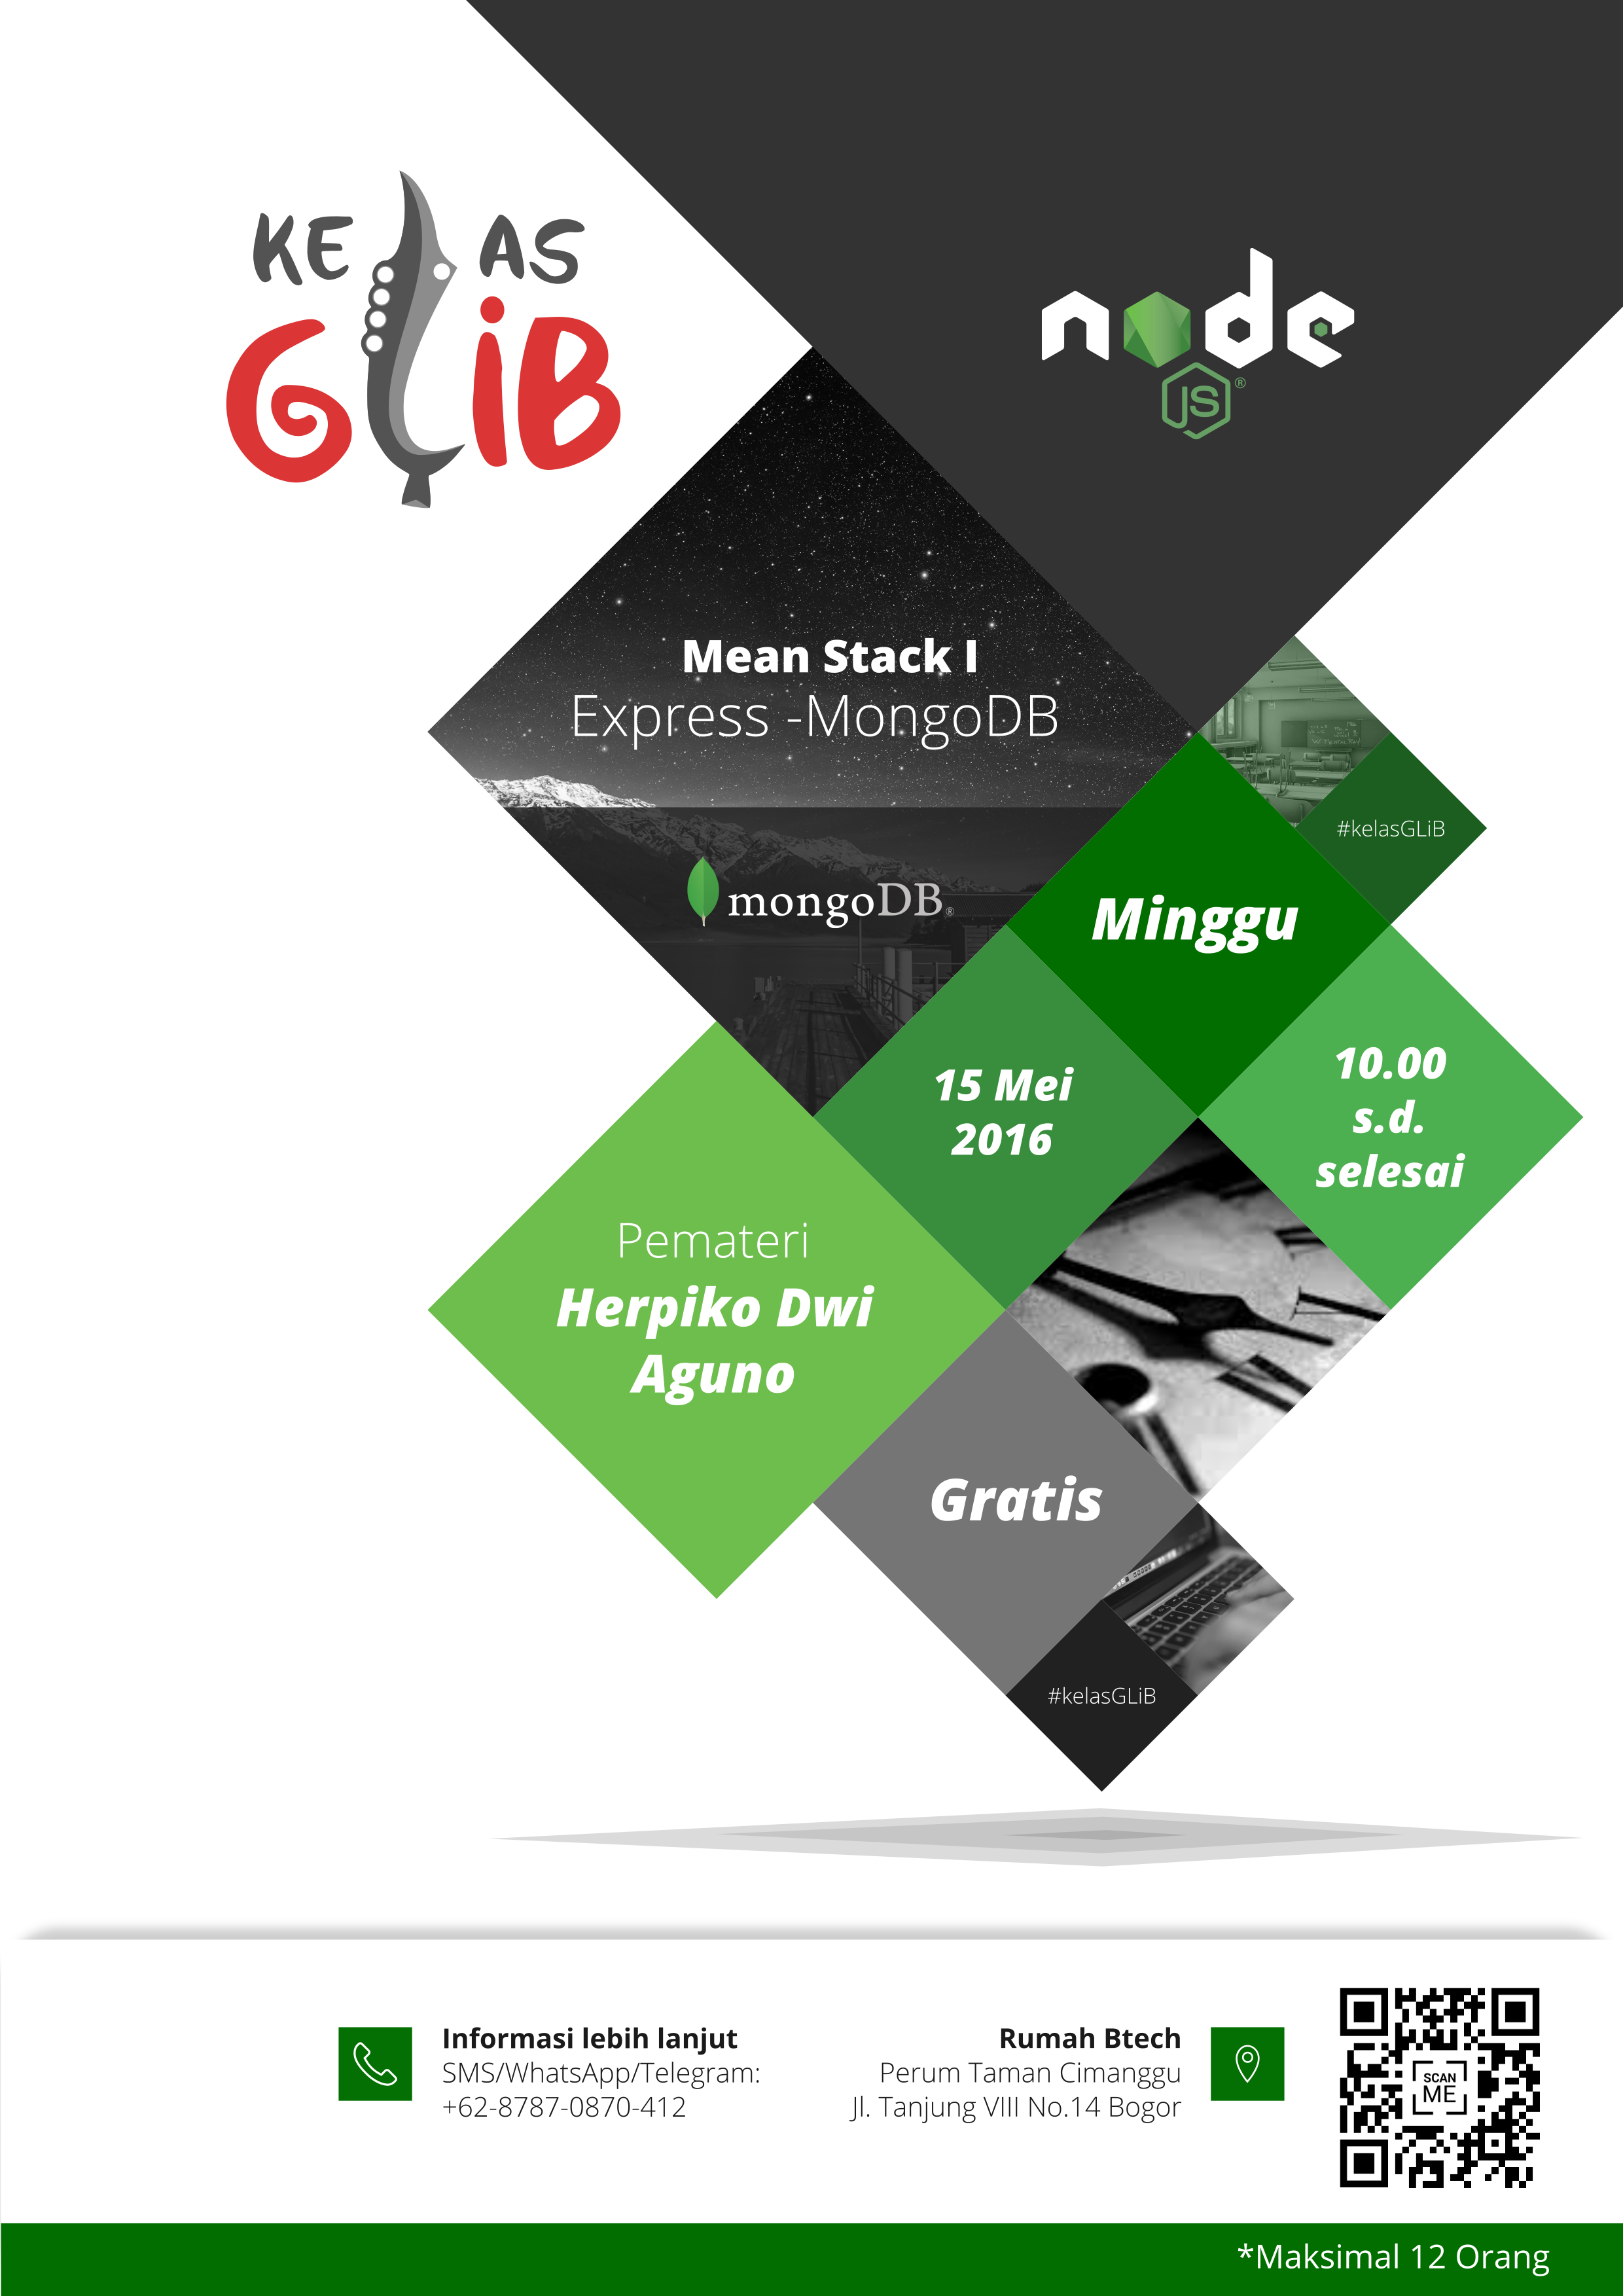 KELAS
GLiB
node
JS®
Mean Stack I
Express -MongoDB
mongoDB®
#kelasGLiB
Minggu
15 Mei
2016
10.00
s.d.
selesai
Pemateri
Herpiko Dwi
Aguno
Gratis
#kelasGLiB
Informasi lebih lanjut
SMS/WhatsApp/Telegram:
+62-8787-0870-412
Rumah Btech
Perum Taman Cimanggu
Jl. Tanjung VIII No.14 Bogor
SCAN
ME
*Maksimal 12 Orang